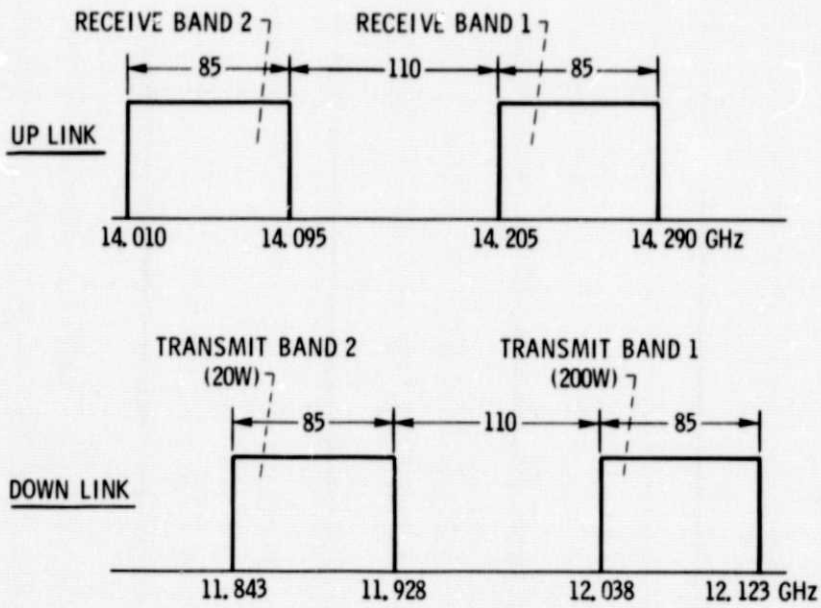 RECEIVE BAND 2 RECEIVE BAND 1
85 110 85
UP LINK
14.010 14.095 14.205 14.290 GHz
TRANSMIT BAND 2 TRANSMIT BAND 1
(20W) (200W)
85 110 85
DOWN LINK
11.843 11.928 12.038 12.123 GHz